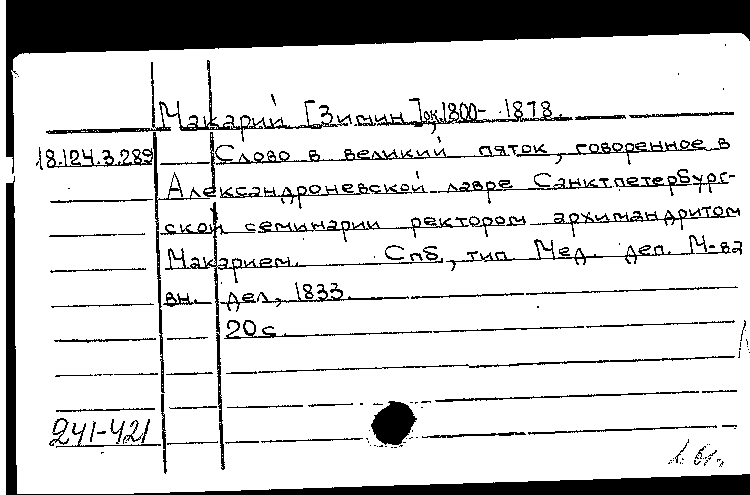 Макарий [Зимин], ок. 1800- 1878.
18.124.3.289 Слово в великий пяток, говоренное в
Александроневской лавре Санктпетербург-
ской семинарии ректором архимандритом
Макарием. Спб, тип Мед. деп. М-ва
вн. дел, 1833.
20 с.
241-421